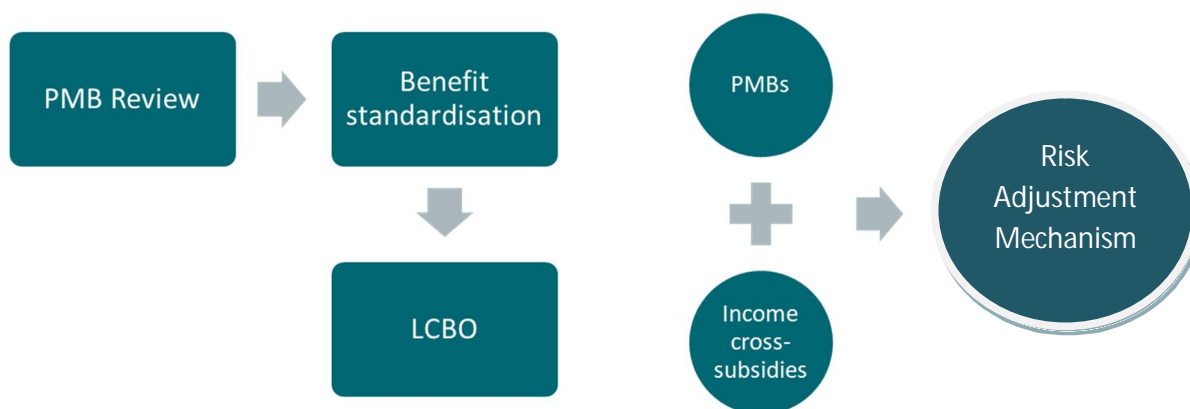 PMB Review
Benefit
standardisation
LCBO
PMBs
Income
cross-
subsidies
Risk
Adjustment
Mechanism